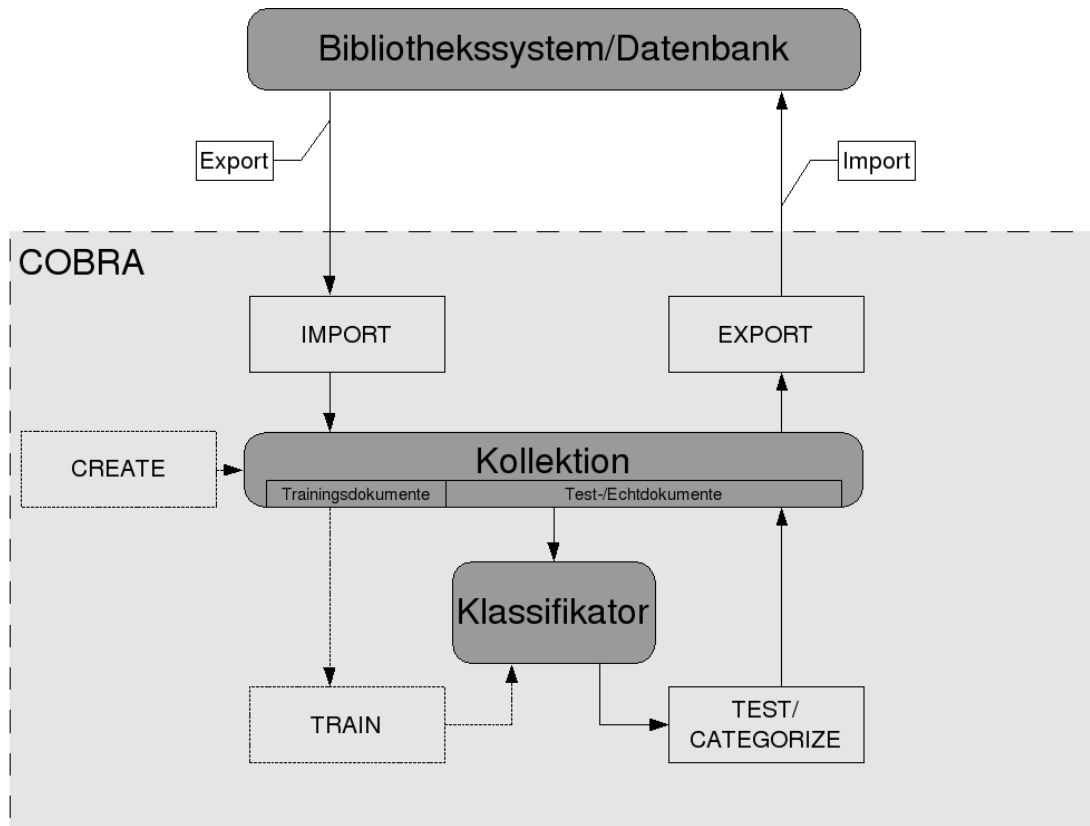 Bibliothekssystem/Datenbank
Export
Import
COBRA
IMPORT
EXPORT
CREATE
Kollektion
Trainingsdokumente
Test-/Echtdokumente
Klassifikator
TRAIN
TEST/
CATEGORIZE